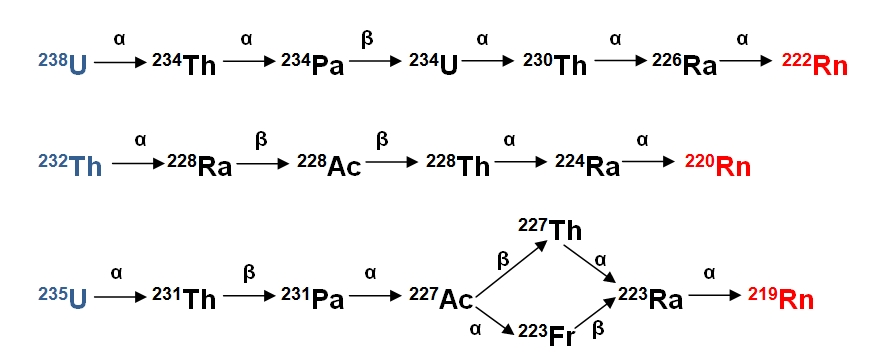 α α β α α α
²³⁸U ²³⁴Th ²³⁴Pa ²³⁴U ²³⁰Th ²²⁶Ra ²²²Rn
α β β α α
²³²Th ²²⁸Ra ²²⁸Ac ²²⁸Th ²²⁴Ra ²²⁰Rn
²²⁷Th
α β α β α α
²³⁵U ²³¹Th ²³¹Pa ²²⁷Ac ²²³Ra ²¹⁹Rn
α ²²³Fr β